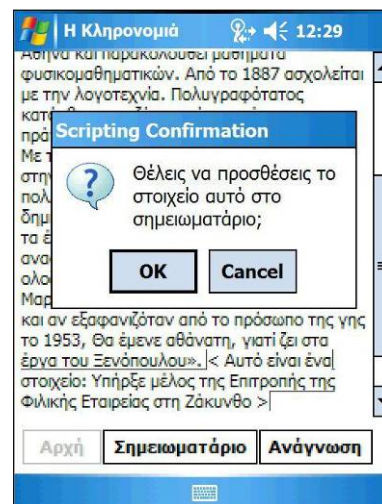 Η Κληρονομιά 12:29
Αθήνα και παρακολουθεί μαθήματα
φυσικομαθηματικών. Από το 1887 ασχολείται
με την λογοτεχνία. Πολυγραφότατος
Scripting Confirmation
Θέλεις να προσθέσεις το
στοιχείο αυτό στο
σημειωματάριο;
OK Cancel
και αν εξαφανιζόταν από το πρόσωπο της γης
το 1953, Θα έμενε αθάνατη, γιατί ζει στα
έργα του Ξενόπουλου». < Αυτό είναι ένα
στοιχείο: Υπήρξε μέλος της Επιτροπής της
Φιλικής Εταιρείας στη Ζάκυνθο >
Αρχή Σημειωματάριο Ανάγνωση